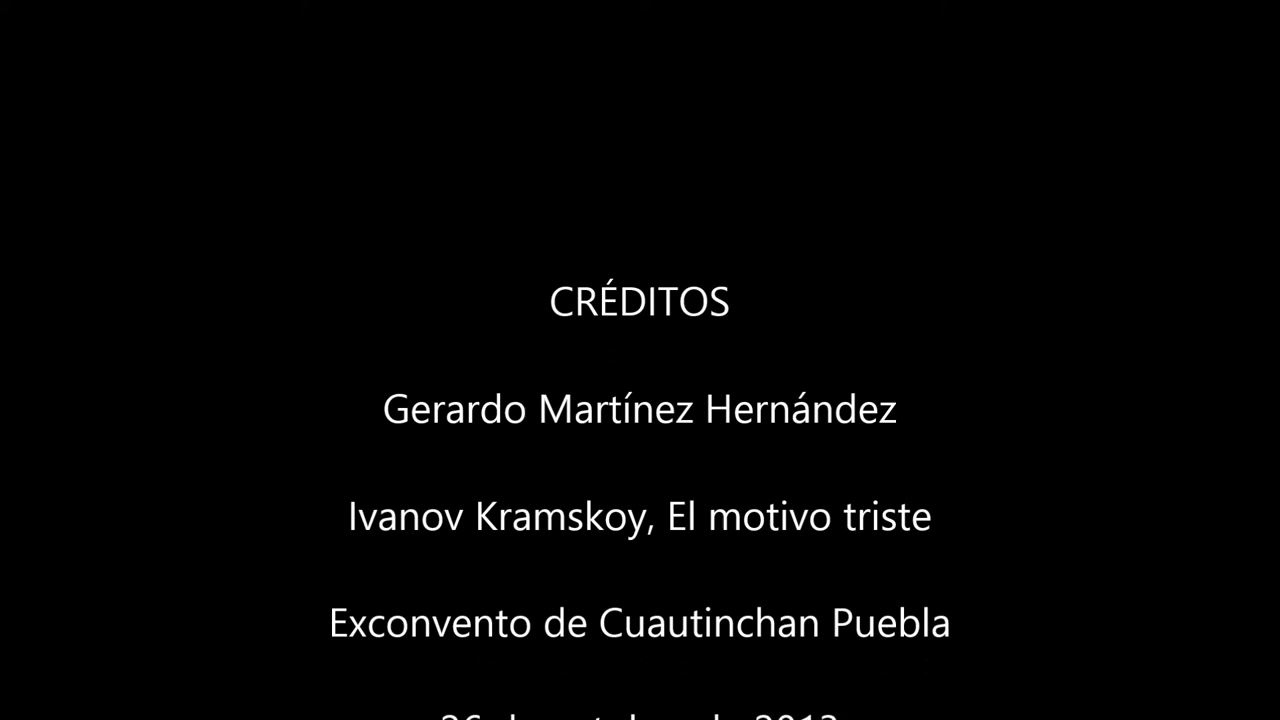 CRÉDITOS
Gerardo Martínez Hernández
Ivanov Kramskoy, El motivo triste
Exconvento de Cuautinchan Puebla